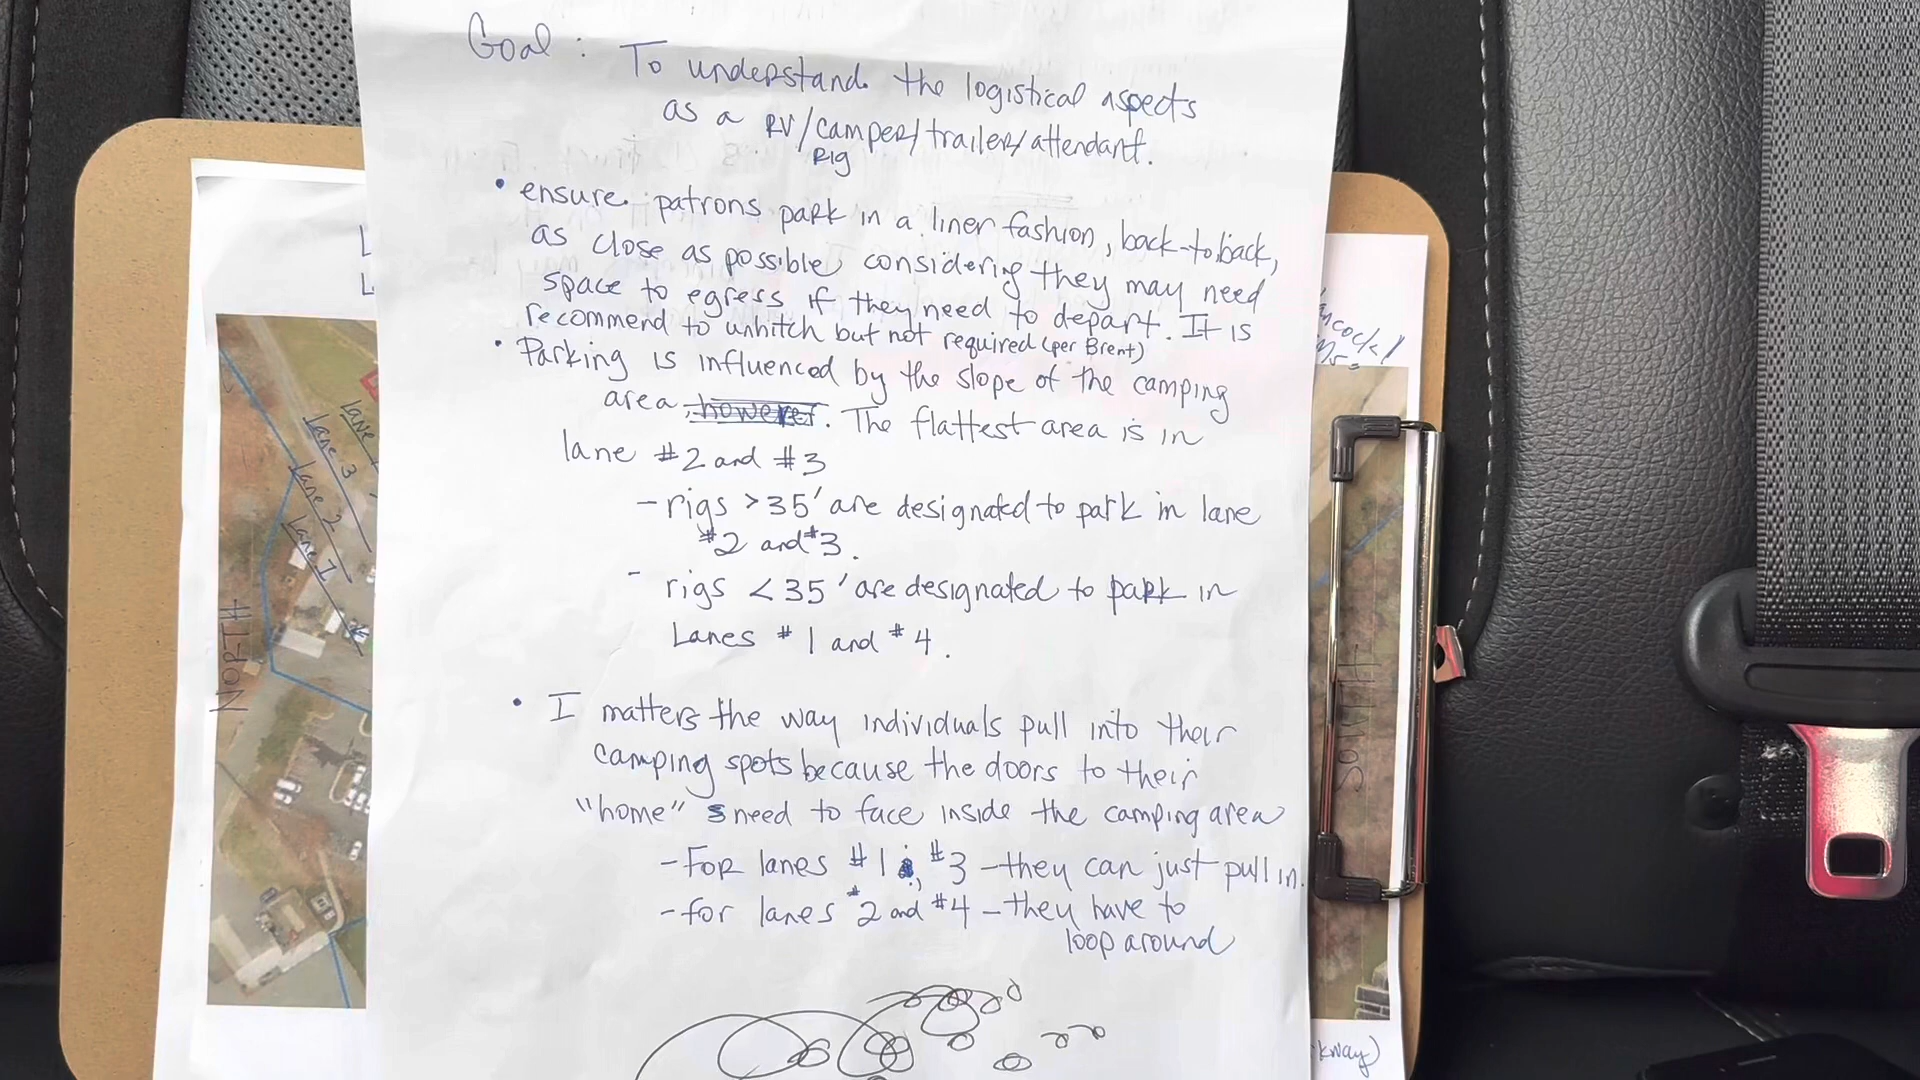 Goal : To understand the logistical aspects
as a RV/camper/trailer/attendant.
Rig
• ensure patrons park in a liner fashion, back-to-back,
as close as possible considering they may need
space to egress if they need to depart. It is
recommend to unhitch but not required (per Brent)
• Parking is influenced by the slope of the camping
area, however. The flattest area is in
lane #2 and #3
- rigs >35' are designated to park in lane
#2 and #3.
- rigs <35' are designated to park in
Lanes #1 and #4.
• I matters the way individuals pull into their
camping spots because the doors to their
"home" need to face inside the camping area
- For lanes #1, #3 - they can just pull in.
- for lanes #2 and #4 - they have to
loop around
L
L
Lane
Lane 3
Lane 2
Lane 1
NORTH
SOUTH